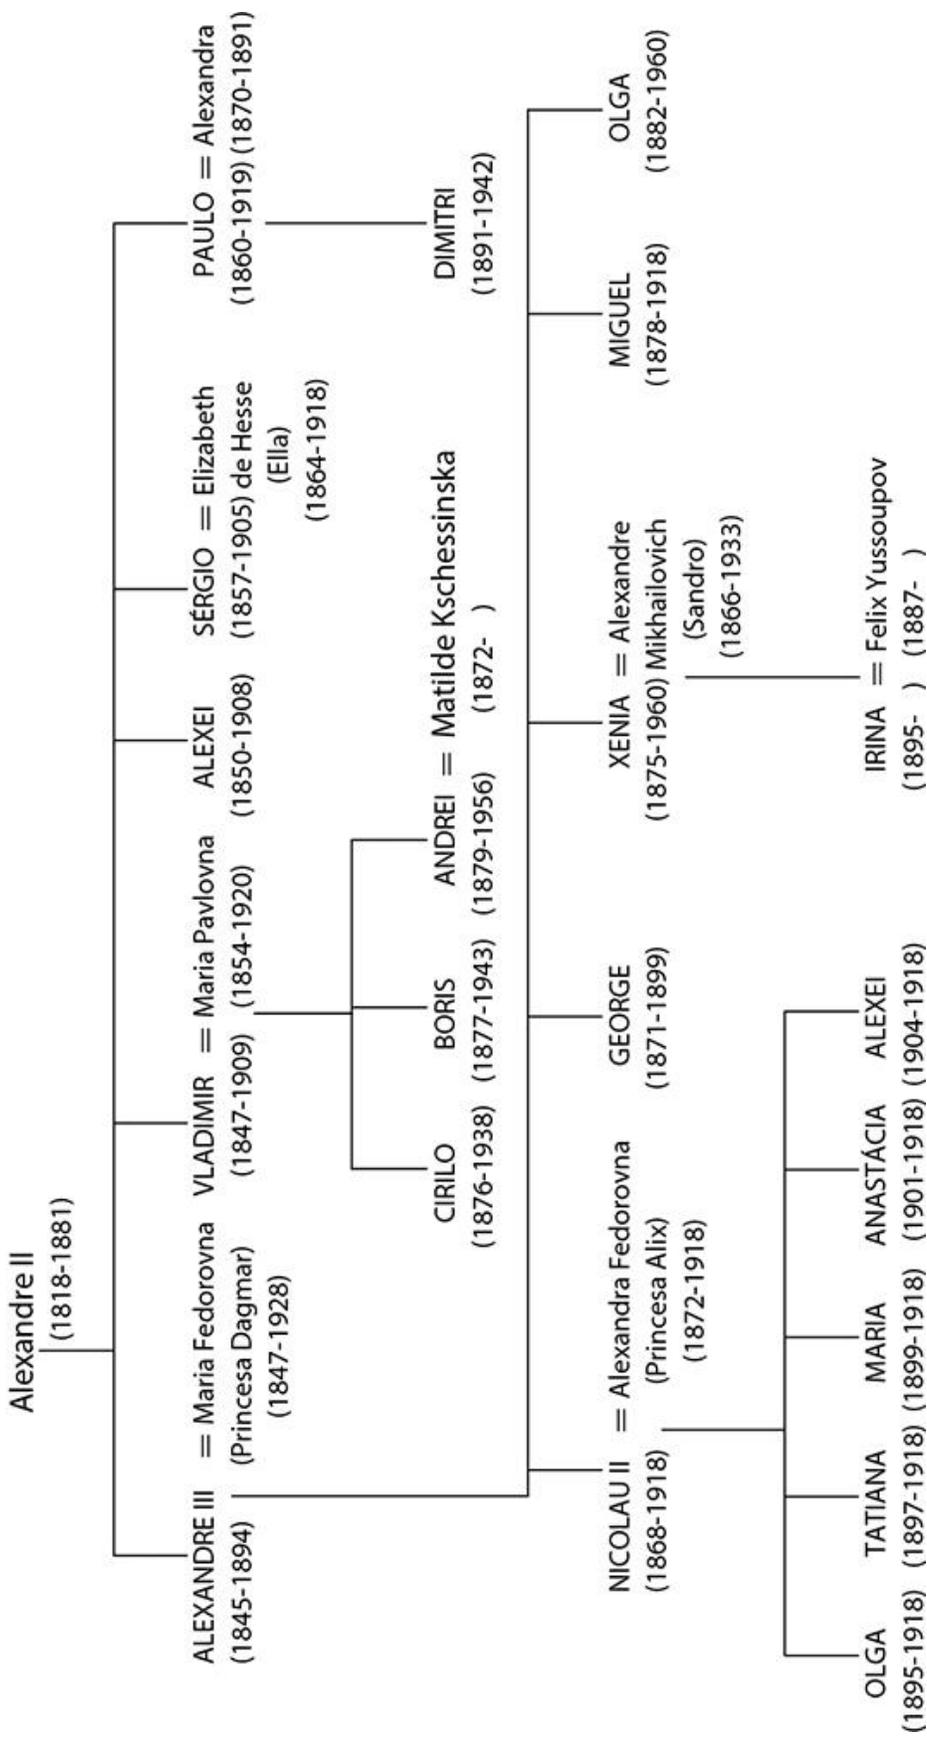 Alexandre II
(1818-1881)
ALEXANDRE III = Maria Fedorovna
(1845-1894) (Princesa Dagmar)
(1847-1928)
VLADIMIR = Maria Pavlovna
(1847-1909) (1854-1920)
ALEXEI
(1850-1908)
SÉRGIO = Elizabeth
(1857-1905) de Hesse
(Ella)
(1864-1918)
PAULO = Alexandra
(1860-1919) (1870-1891)
CIRILO
(1876-1938)
BORIS
(1877-1943)
ANDREI = Matilde Kschessinska
(1879-1956) (1872- )
DIMITRI
(1891-1942)
NICOLAU II = Alexandra Fedorovna
(1868-1918) (Princesa Alix)
(1872-1918)
GEORGE
(1871-1899)
XENIA = Alexandre
(1875-1960) Mikhailovich
(Sandro)
(1866-1933)
MIGUEL
(1878-1918)
OLGA
(1882-1960)
OLGA
(1895-1918)
TATIANA
(1897-1918)
MARIA
(1899-1918)
ANASTÁCIA
(1901-1918)
ALEXEI
(1904-1918)
IRINA = Felix Yussoupov
(1895- ) (1887- )